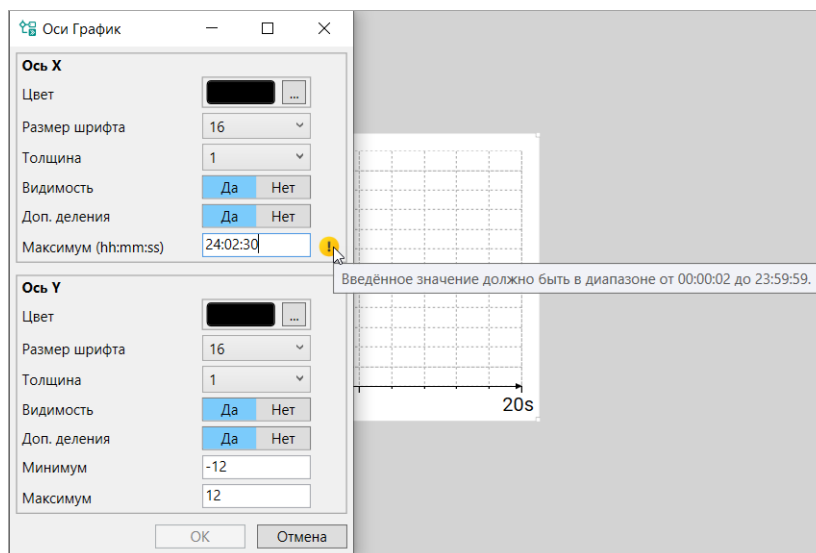 Оси График
Ось X
Цвет
...
Размер шрифта
16
Толщина
1
Видимость
Да Нет
Доп. деления
Да Нет
Максимум (hh:mm:ss)
24:02:30
!
Введённое значение должно быть в диапазоне от 00:00:02 до 23:59:59.
Ось Y
Цвет
...
Размер шрифта
16
Толщина
1
Видимость
Да Нет
Доп. деления
Да Нет
Минимум
-12
Максимум
12
OK Отмена
20s